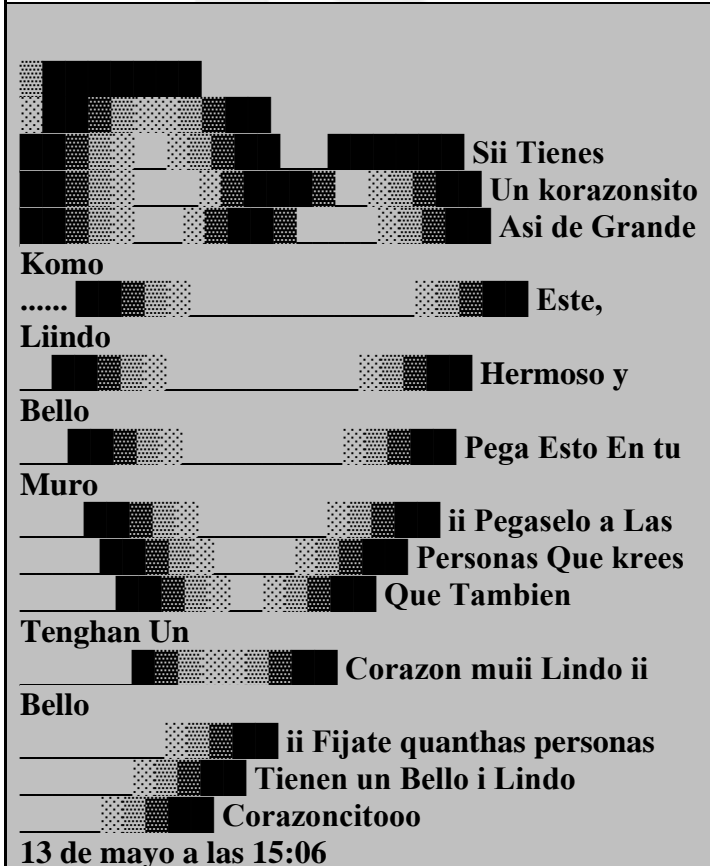 Sii Tienes
Un korazonsito
Asi de Grande
Komo
...... Este,
Liindo
Hermoso y
Bello
Pega Esto En tu
Muro
ii Pegaselo a Las
Personas Que krees
Que Tambien
Tenghan Un
Corazon muii Lindo ii
Bello
ii Fijate quanthas personas
Tienen un Bello i Lindo
Corazoncitooo
13 de mayo a las 15:06